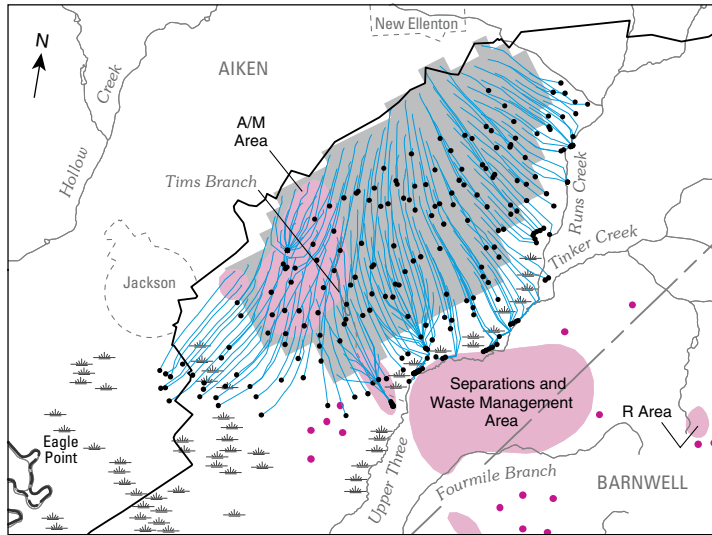 New Ellenton
N
AIKEN
Hollow
Creek
A/M
Area
Tims Branch
Runs Creek
Tinker Creek
Jackson
Separations and
Waste Management
Area
R Area
Eagle
Point
Upper Three
Fourmile Branch
BARNWELL